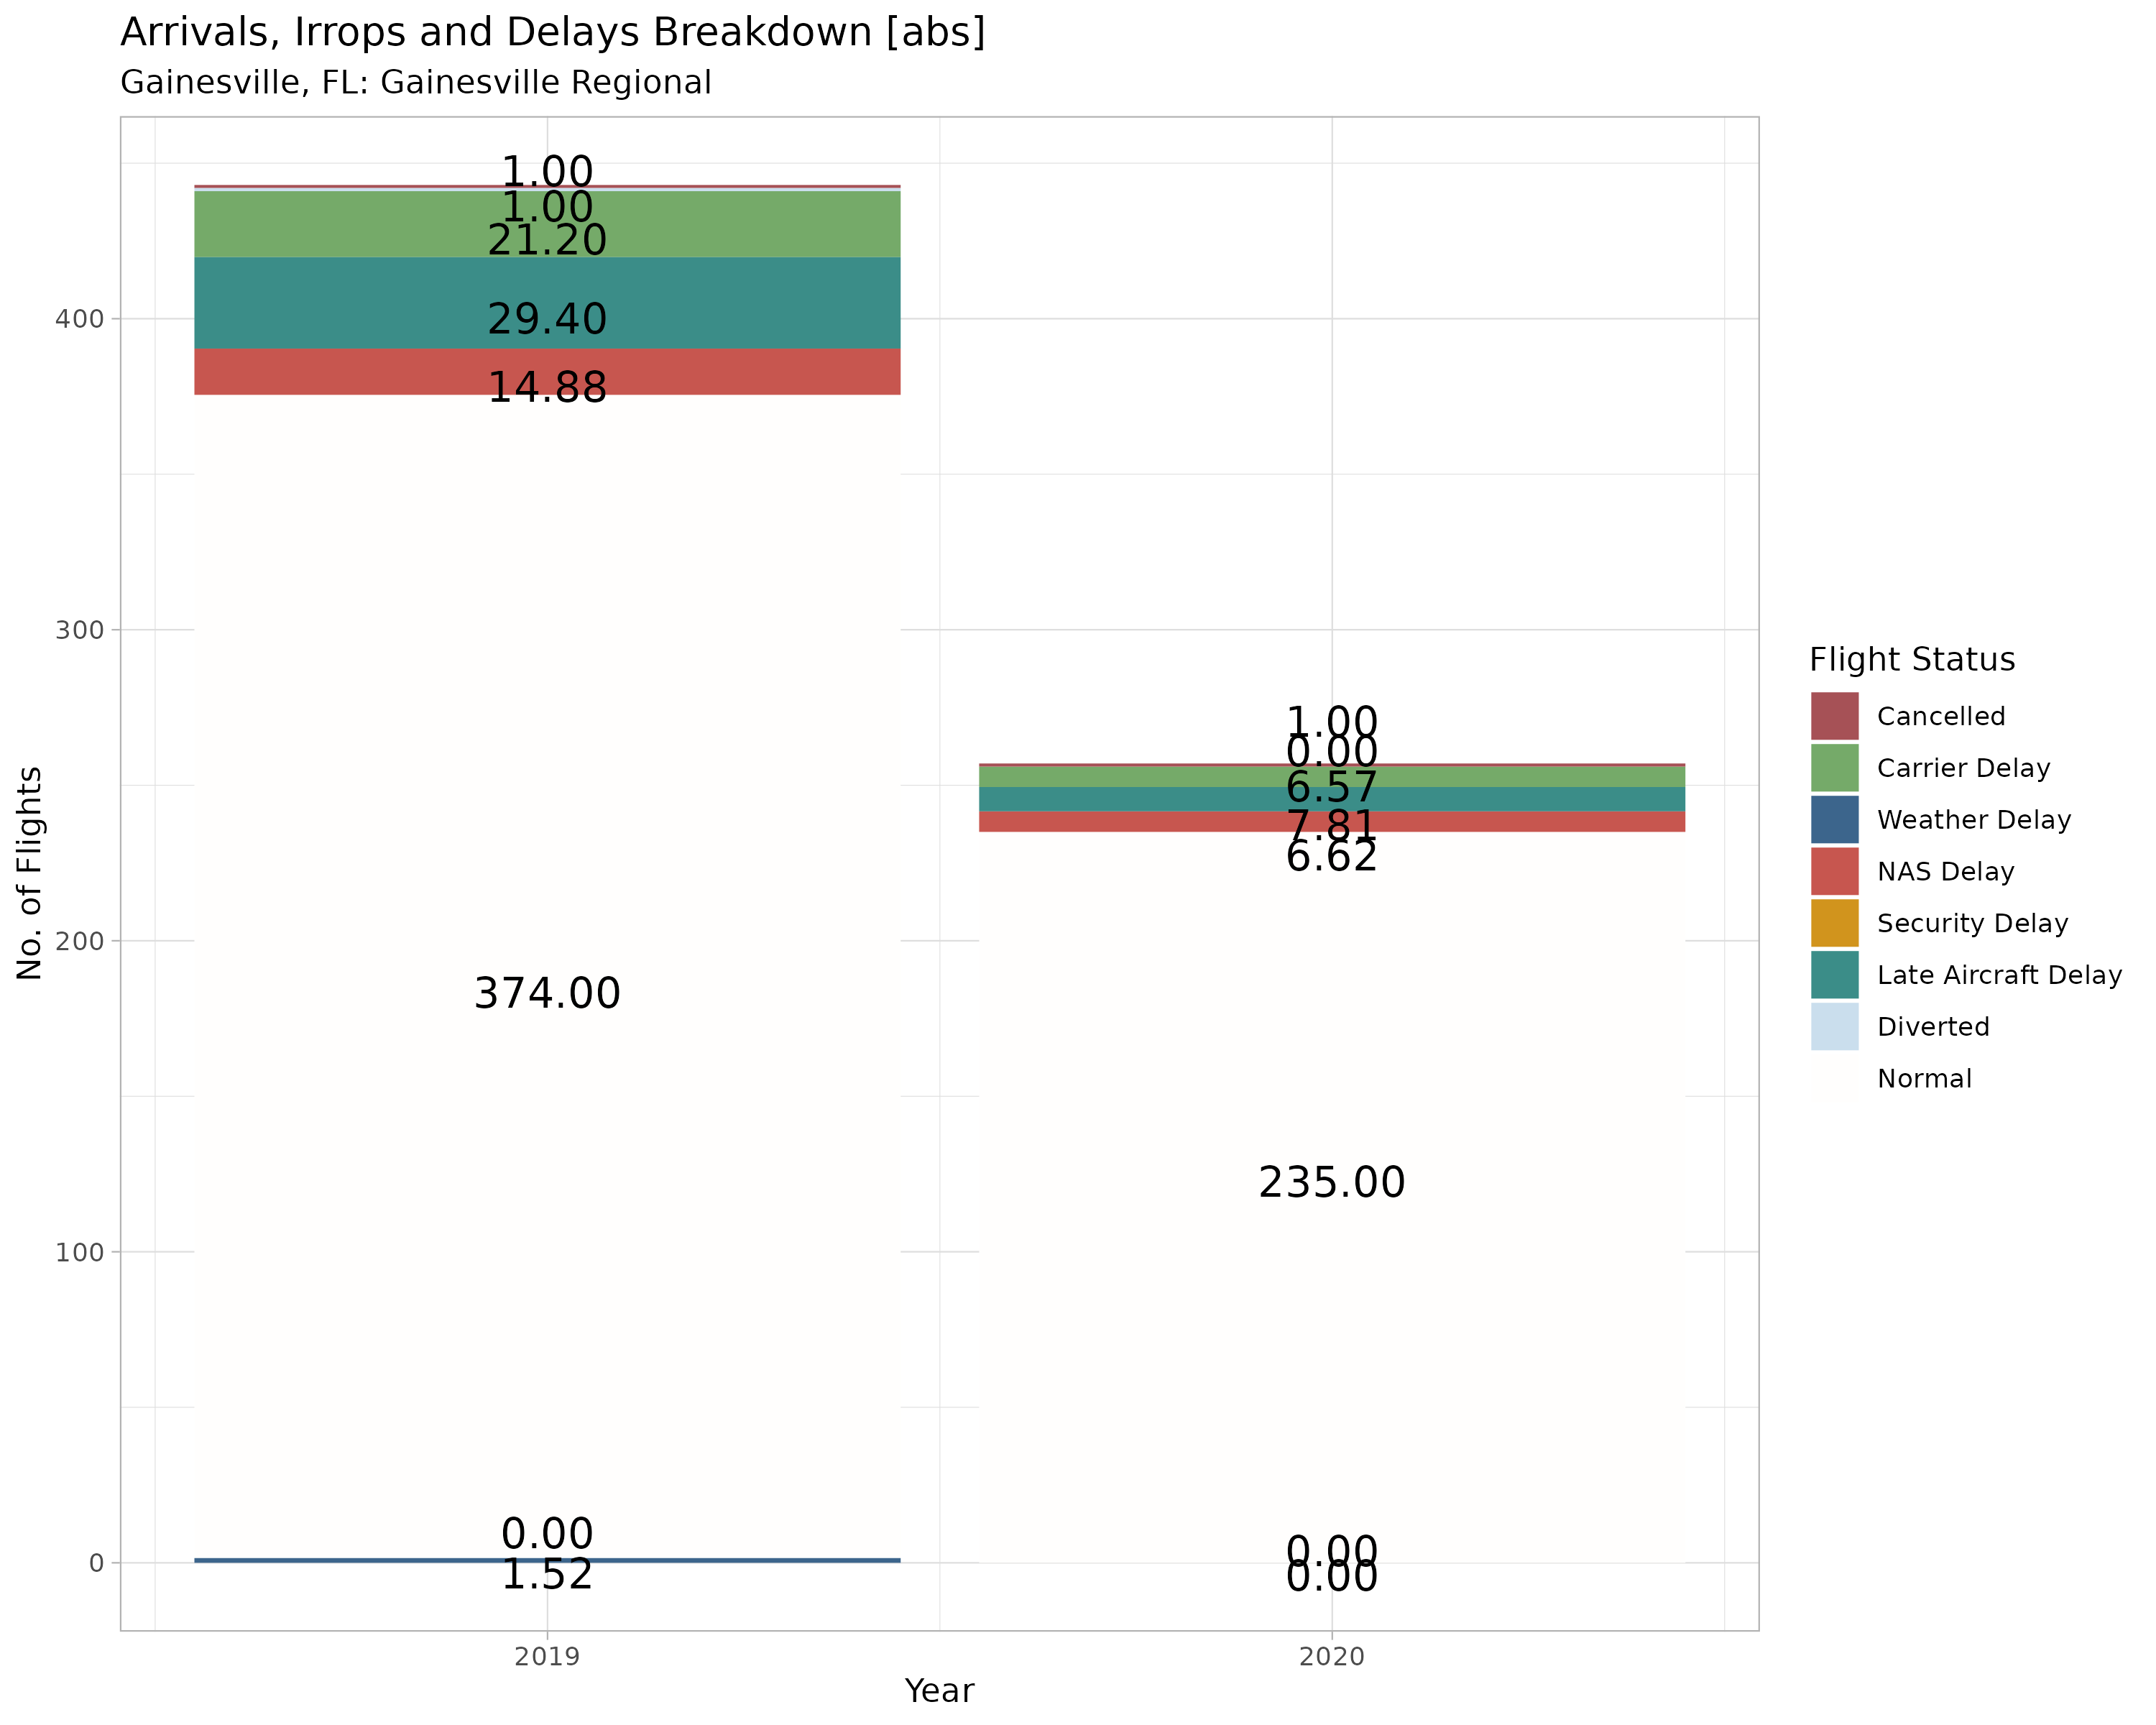 Arrivals, Irrops and Delays Breakdown [abs]
Gainesville, FL: Gainesville Regional
No. of Flights
400
300
200
100
0
1.00
1.00
21.20
29.40
14.88
374.00
0.00
1.52
1.00
0.00
6.57
7.81
6.62
235.00
0.00
0.00
2019
2020
Year
Flight Status
Cancelled
Carrier Delay
Weather Delay
NAS Delay
Security Delay
Late Aircraft Delay
Diverted
Normal